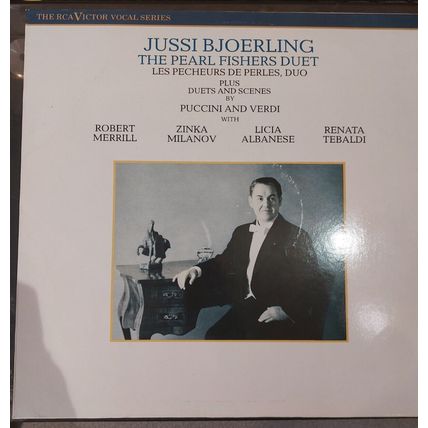 THE RCA VICTOR VOCAL SERIES
JUSSI BJOERLING
THE PEARL FISHERS DUET
LES PECHEURS DE PERLES, DUO
PLUS
DUETS AND SCENES
BY
PUCCINI AND VERDI
WITH
ROBERT MERRILL
ZINKA MILANOV
LICIA ALBANESE
RENATA TEBALDI